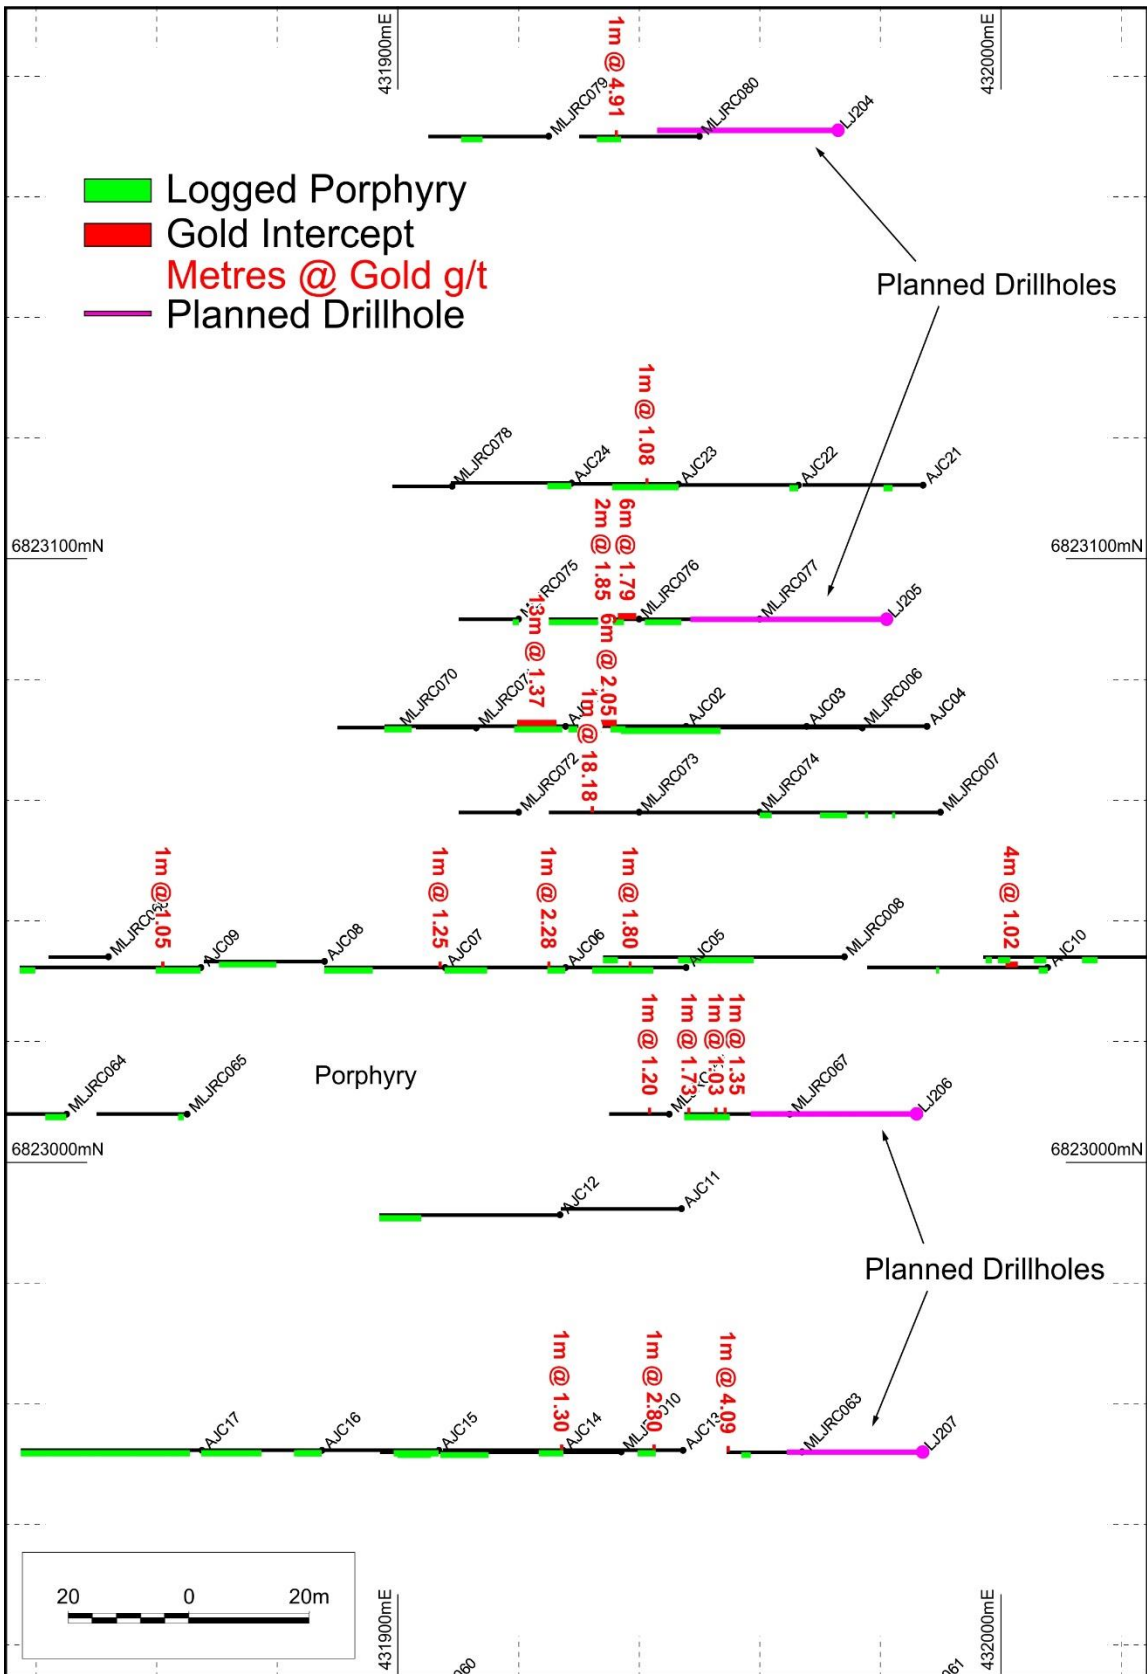 431900mE
432000mE
1m @ 4.91
MLJRC079
MLJRC080
LJ204
Logged Porphyry
Gold Intercept
Metres @ Gold g/t
Planned Drillhole
Planned Drillholes
1m @ 1.08
MLJRC078
AJC24
AJC23
AJC22
AJC21
6823100mN
6823100mN
2m @ 1.85
6m @ 1.79
MLJRC075
MLJRC076
MLJRC077
LJ205
13m @ 1.37
6m @ 2.05
MLJRC070
AJC02
AJC03
MLJRC006
AJC04
1m @ 18.18
MLJRC072
MLJRC073
MLJRC074
MLJRC007
1m @ 1.05
1m @ 1.25
1m @ 2.28
1m @ 1.80
4m @ 1.02
AJC09
AJC08
AJC07
AJC06
AJC05
MLJRC008
AJC10
1m @ 1.20
1m @ 1.73
1m @ 1.03
1m @ 1.35
MLJRC064
MLJRC065
Porphyry
MLJRC067
LJ206
6823000mN
6823000mN
AJC12
AJC11
Planned Drillholes
1m @ 1.30
1m @ 2.80
1m @ 4.09
AJC17
AJC16
AJC15
AJC14
MLJRC063
LJ207
20 0 20m
431900mE
432000mE